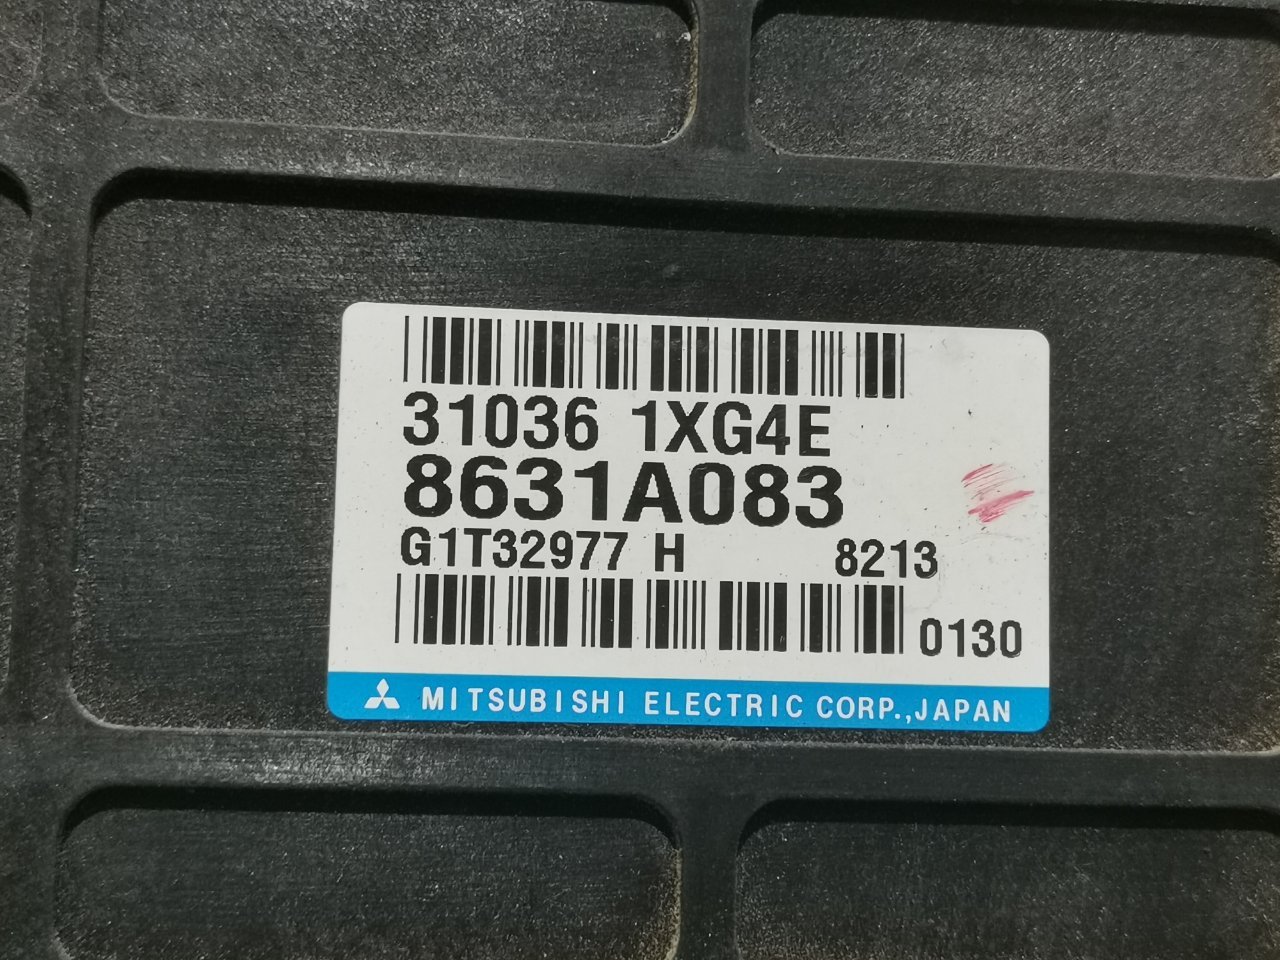 31036 1XG4E
8631A083
G1T32977 H 8213
0130
MITSUBISHI ELECTRIC CORP.,JAPAN